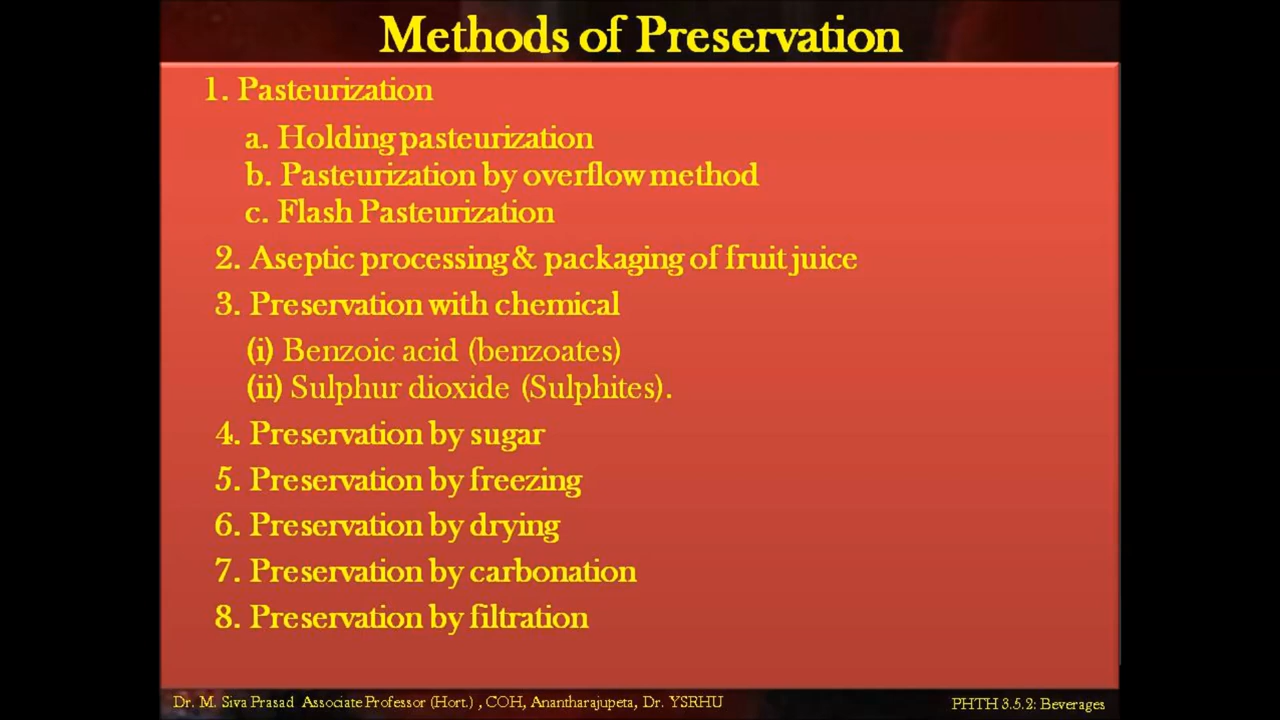 Methods of Preservation
1. Pasteurization
a. Holding pasteurization
b. Pasteurization by overflow method
c. Flash Pasteurization
2. Aseptic processing & packaging of fruit juice
3. Preservation with chemical
(i) Benzoic acid (benzoates)
(ii) Sulphur dioxide (Sulphites).
4. Preservation by sugar
5. Preservation by freezing
6. Preservation by drying
7. Preservation by carbonation
8. Preservation by filtration
Dr. M. Siva Prasad Associate Professor (Hort.) , COH, Anantharajupeta, Dr. YSRHU
PHTH 3.5.2: Beverages